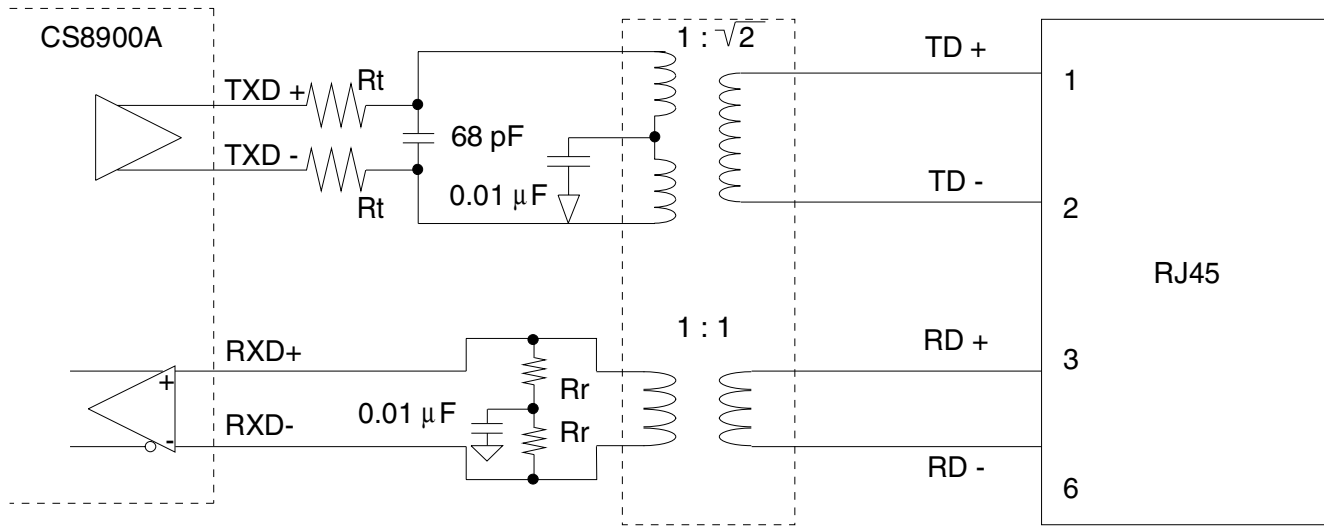 CS8900A
1 : √2
TD +
1
TXD +
Rt
68 pF
TXD -
Rt
0.01 μF
TD -
2
RJ45
1 : 1
RXD+
RD +
3
+
Rr
0.01 μF
Rr
RXD-
-
RD -
6